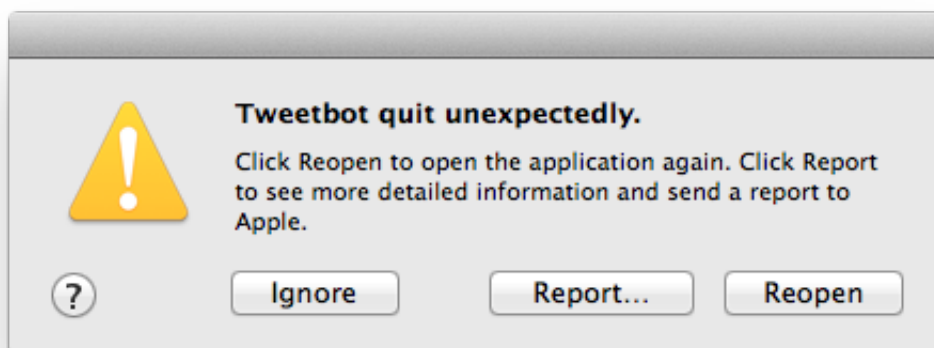 Tweetbot quit unexpectedly.
Click Reopen to open the application again. Click Report
to see more detailed information and send a report to
Apple.
? Ignore Report... Reopen